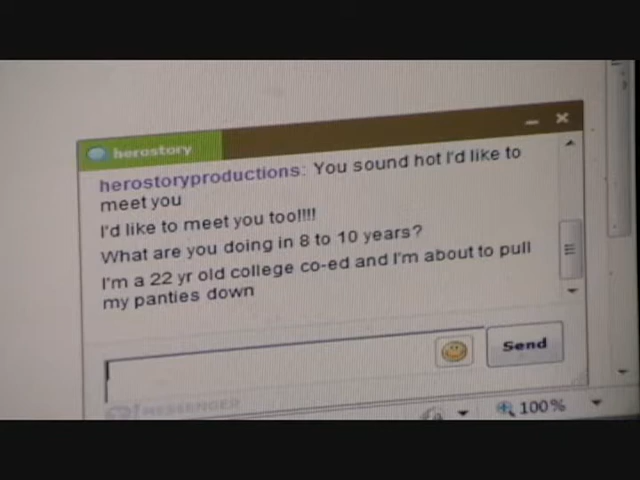 herostory
herostoryproductions: You sound hot I'd like to
meet you
I'd like to meet you too!!!!
What are you doing in 8 to 10 years?
I'm a 22 yr old college co-ed and I'm about to pull
my panties down
Send
MESSENGER
100%